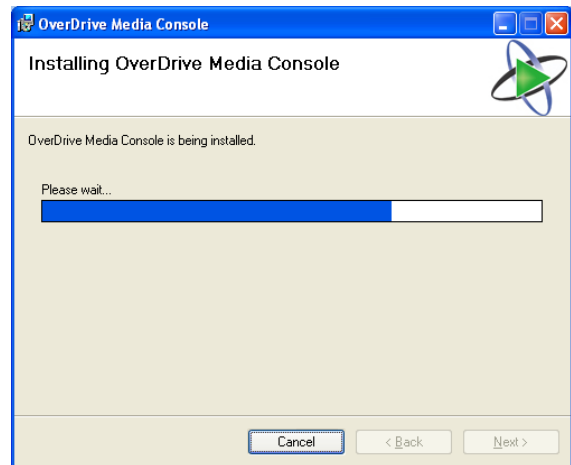 OverDrive Media Console
Installing OverDrive Media Console
OverDrive Media Console is being installed.
Please wait...
Cancel
< Back
Next >